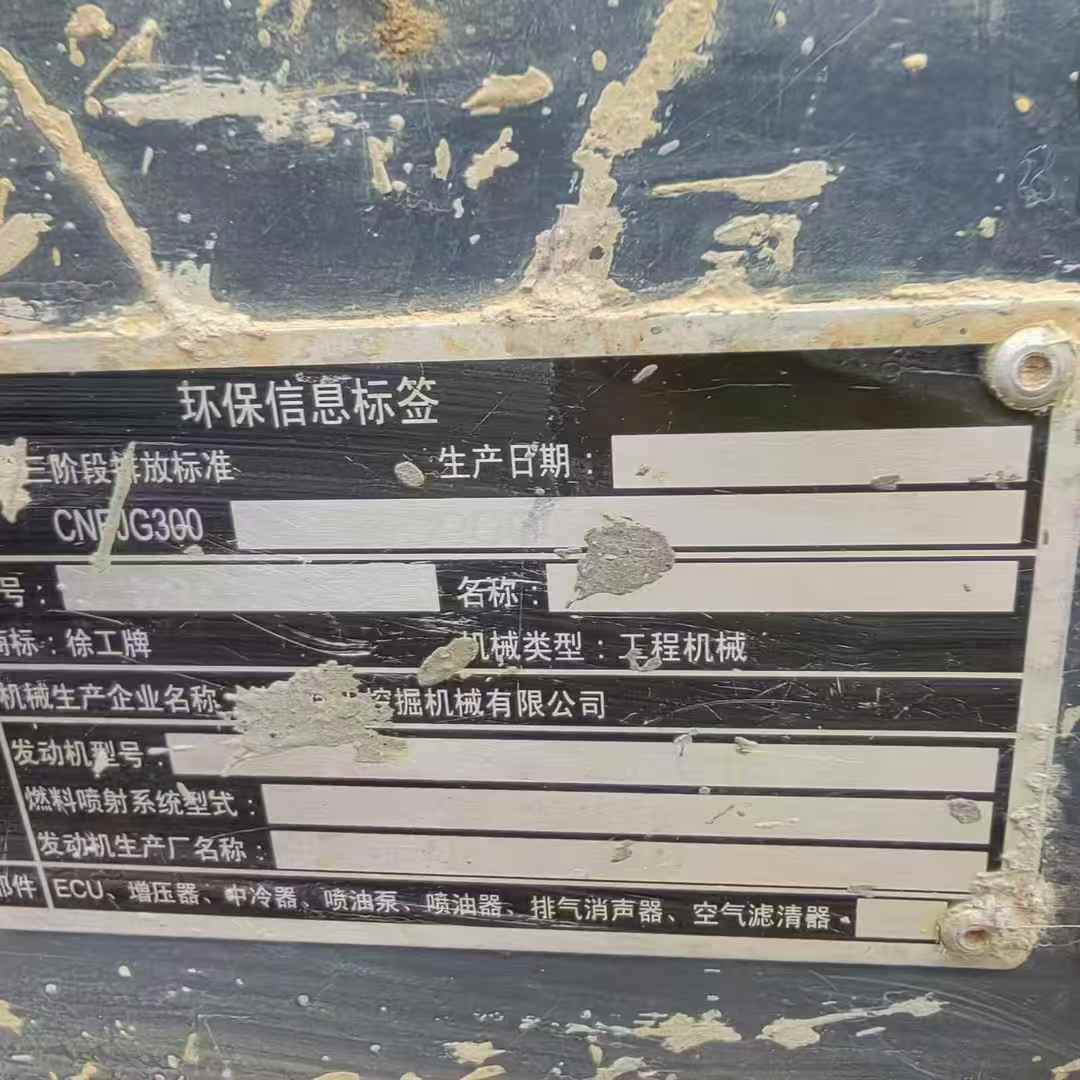 环保信息标签
三阶段排放标准 生产日期：
CNFJG300
号： 名称：
商标：徐工牌 机械类型：工程机械
机械生产企业名称 挖掘机械有限公司
发动机型号：
燃料喷射系统型式：
发动机生产厂名称：
部件 ECU、增压器、中冷器、喷油泵、喷油器、排气消声器、空气滤清器